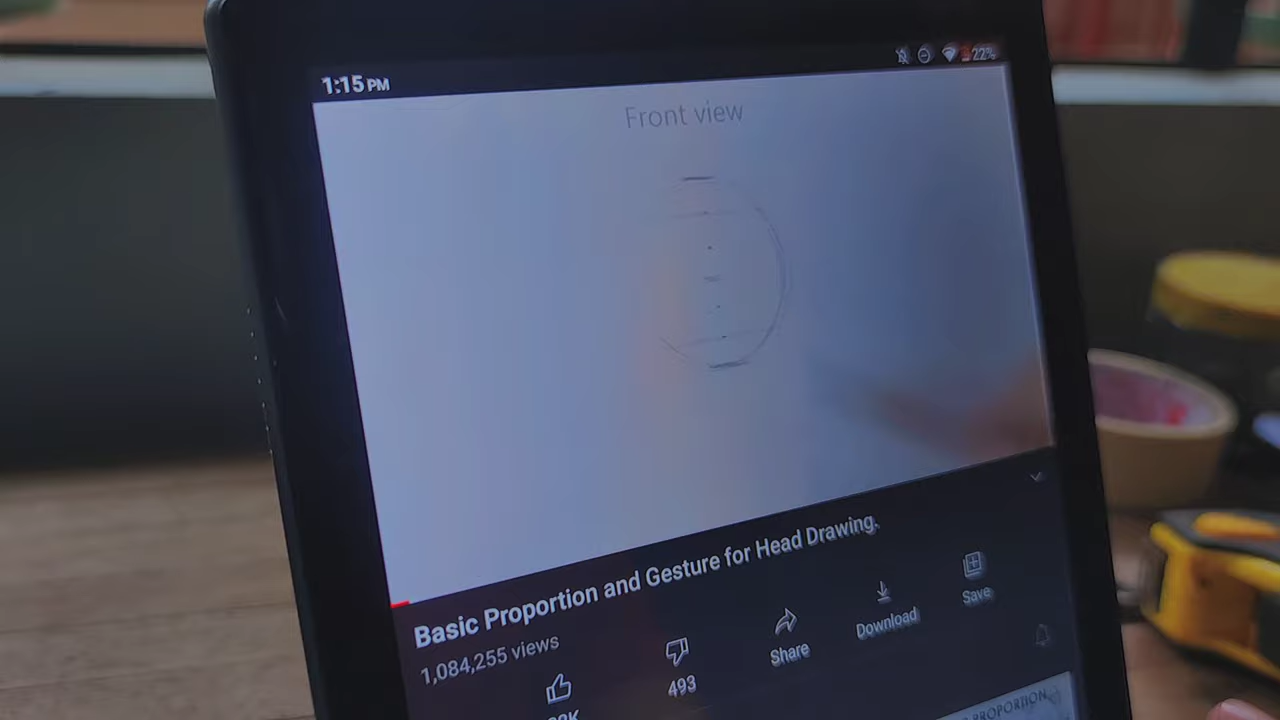 1:15 PM
22%
Front view
Basic Proportion and Gesture for Head Drawing.
1,084,255 views
493
Share
Download
Save
PROPORTION